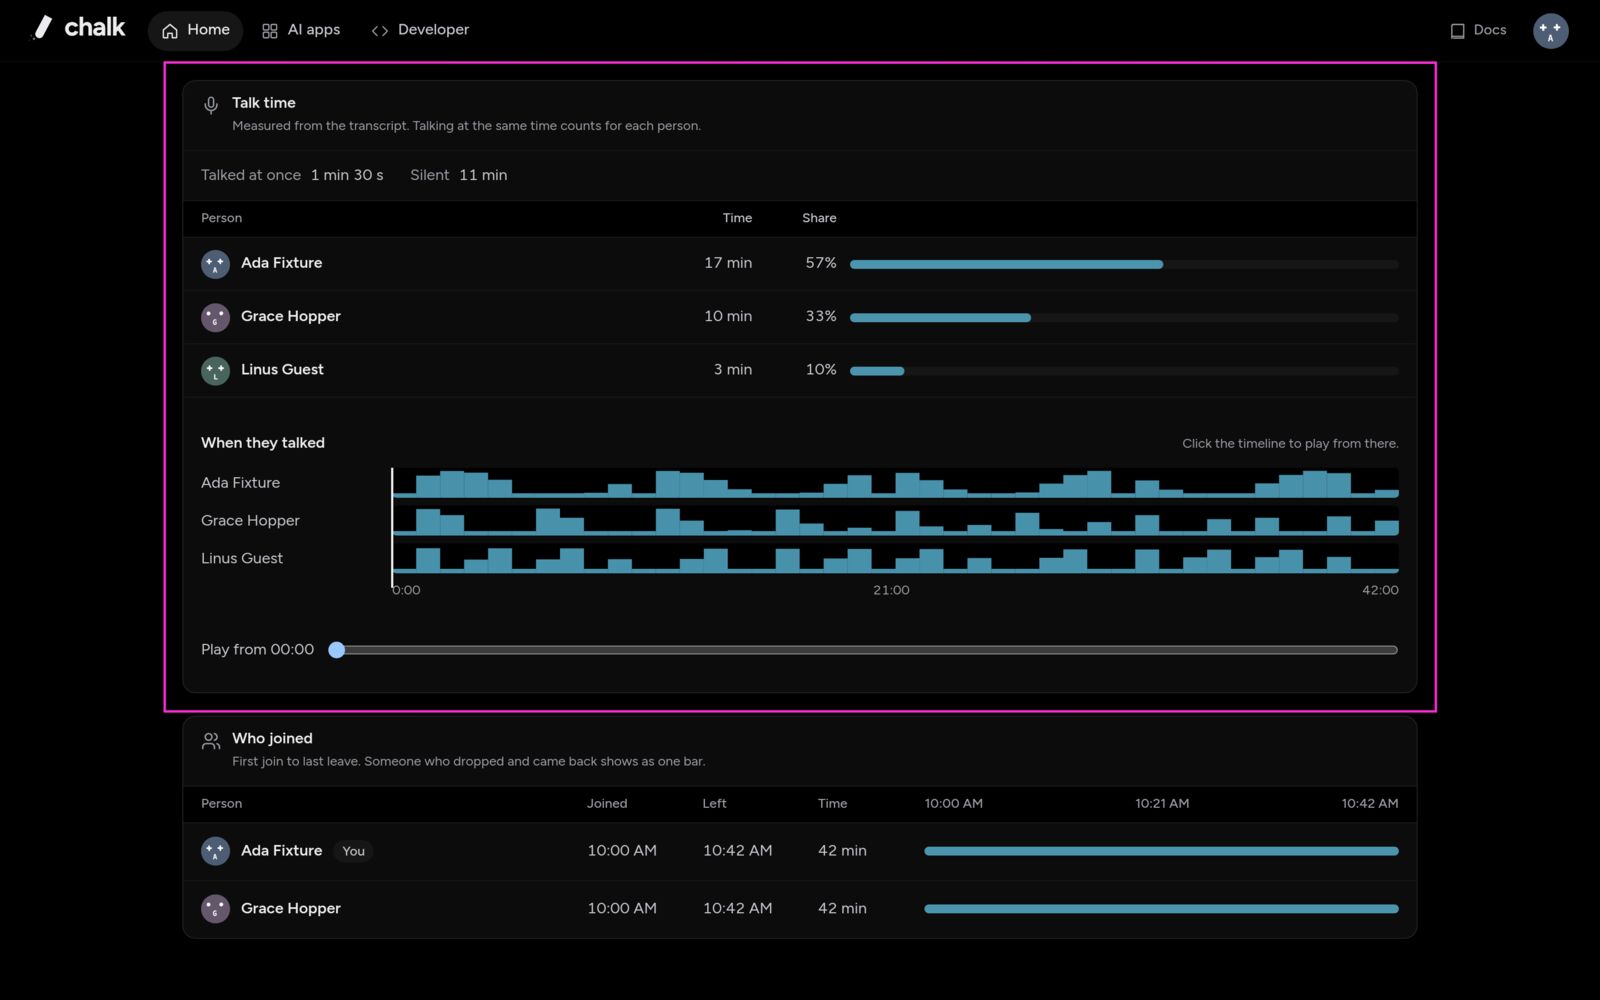 chalk Home AI apps Developer Docs
A
Talk time
Measured from the transcript. Talking at the same time counts for each person.
Talked at once 1 min 30 s Silent 11 min
Person Time Share
A Ada Fixture 17 min 57%
G Grace Hopper 10 min 33%
L Linus Guest 3 min 10%
When they talked Click the timeline to play from there.
Ada Fixture
Grace Hopper
Linus Guest
0:00 21:00 42:00
Play from 00:00
Who joined
First join to last leave. Someone who dropped and came back shows as one bar.
Person Joined Left Time 10:00 AM 10:21 AM 10:42 AM
A Ada Fixture You 10:00 AM 10:42 AM 42 min
G Grace Hopper 10:00 AM 10:42 AM 42 min